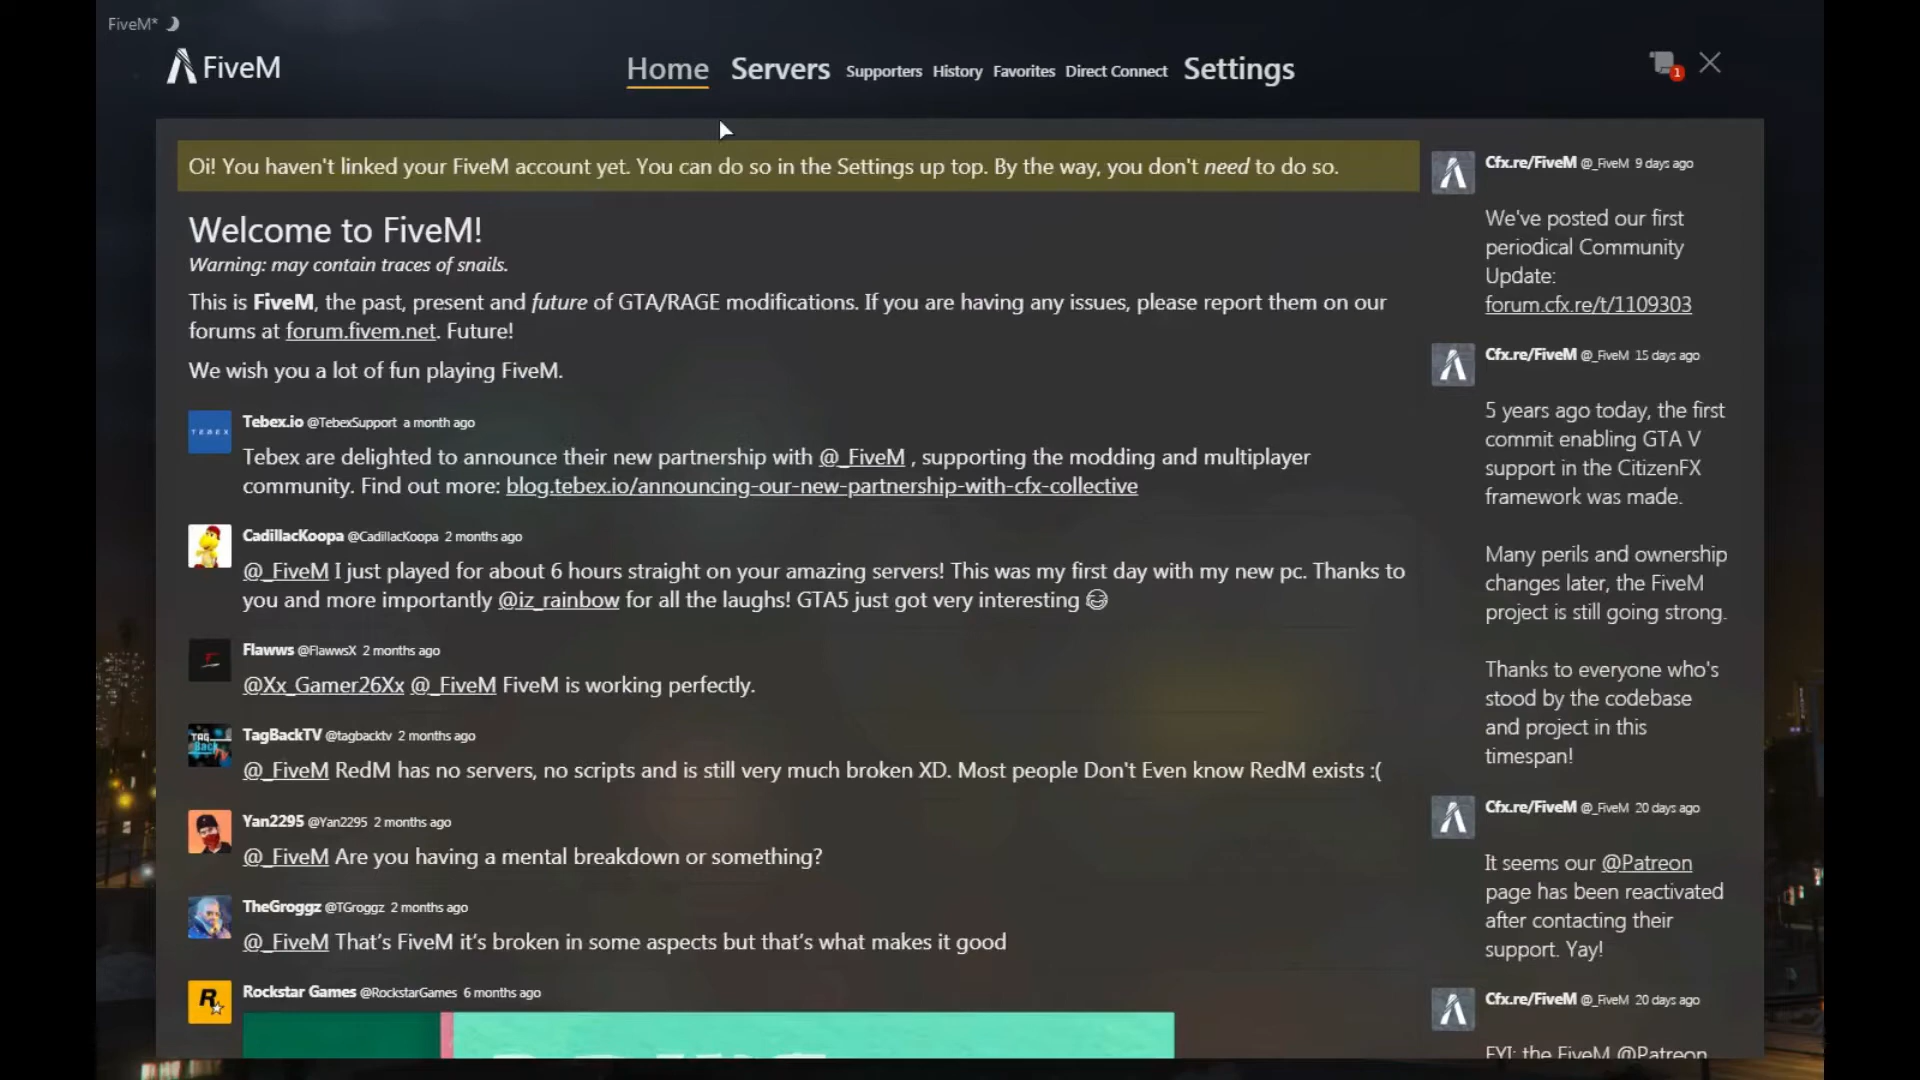 FiveM*
FiveM
Home Servers Supporters History Favorites Direct Connect Settings
1
Oi! You haven't linked your FiveM account yet. You can do so in the Settings up top. By the way, you don't need to do so.
Welcome to FiveM!
Warning: may contain traces of snails.
This is FiveM, the past, present and future of GTA/RAGE modifications. If you are having any issues, please report them on our
forums at forum.fivem.net. Future!
We wish you a lot of fun playing FiveM.
TEBEX
Tebex.io @TebexSupport a month ago
Tebex are delighted to announce their new partnership with @_FiveM , supporting the modding and multiplayer
community. Find out more: blog.tebex.io/announcing-our-new-partnership-with-cfx-collective
CadillacKoopa @CadillacKoopa 2 months ago
@_FiveM I just played for about 6 hours straight on your amazing servers! This was my first day with my new pc. Thanks to
you and more importantly @iz_rainbow for all the laughs! GTA5 just got very interesting 😂
Flawws @FlawwsX 2 months ago
@Xx_Gamer26Xx @_FiveM FiveM is working perfectly.
TAG
Back
TagBackTV @tagbacktv 2 months ago
@_FiveM RedM has no servers, no scripts and is still very much broken XD. Most people Don't Even know RedM exists :(
Yan2295 @Yan2295 2 months ago
@_FiveM Are you having a mental breakdown or something?
TheGroggz @TGroggz 2 months ago
@_FiveM That's FiveM it's broken in some aspects but that's what makes it good
R
Rockstar Games @RockstarGames 6 months ago
Cfx.re/FiveM @_FiveM 9 days ago
We've posted our first
periodical Community
Update:
forum.cfx.re/t/1109303
Cfx.re/FiveM @_FiveM 15 days ago
5 years ago today, the first
commit enabling GTA V
support in the CitizenFX
framework was made.
Many perils and ownership
changes later, the FiveM
project is still going strong.
Thanks to everyone who's
stood by the codebase
and project in this
timespan!
Cfx.re/FiveM @_FiveM 20 days ago
It seems our @Patreon
page has been reactivated
after contacting their
support. Yay!
Cfx.re/FiveM @_FiveM 20 days ago
FYI: the FiveM @Patreon